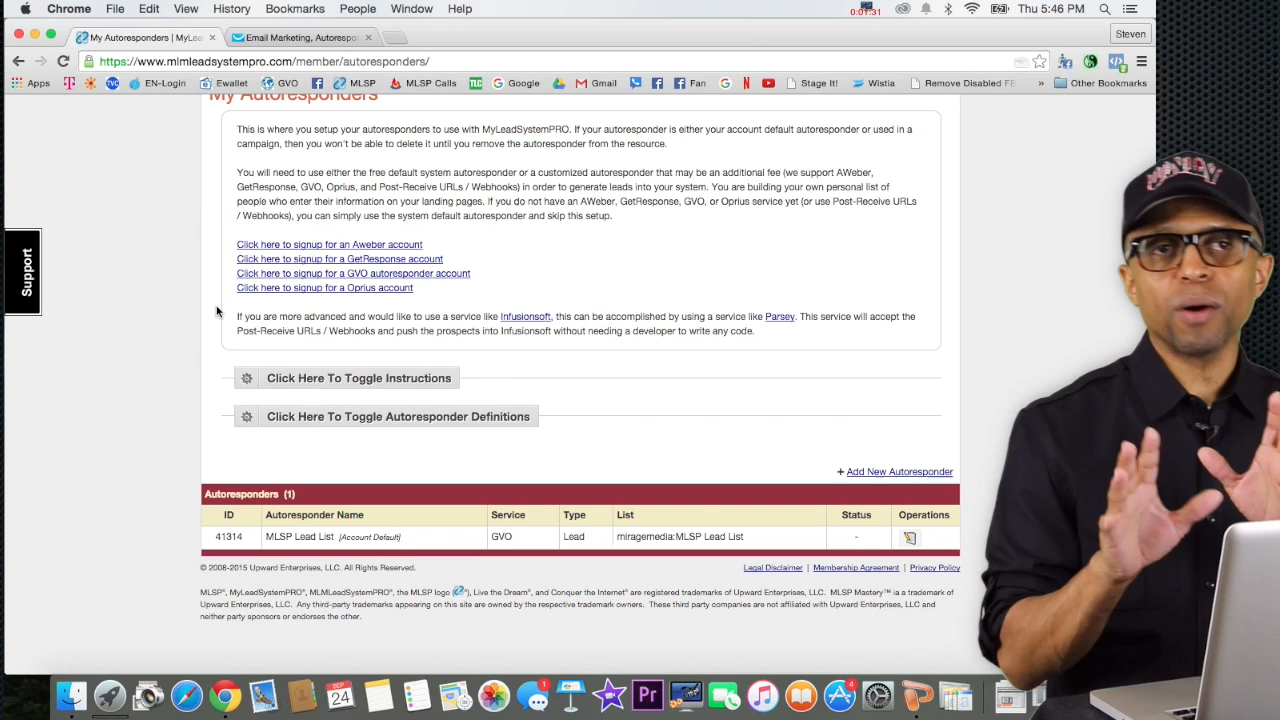 Chrome File Edit View History Bookmarks People Window Help
01:01:31
Thu 5:46 PM
My Autoresponders | MyLea
Email Marketing, Autorespo
Steven
https://www.mlmleadsystempro.com/member/autoresponders/
Apps EN-Login Ewallet GVO MLSP MLSP Calls TLC Google Gmail Fan Stage It! Wistia Remove Disabled FB » Other Bookmarks
My Autoresponders
This is where you setup your autoresponders to use with MyLeadSystemPRO. If your autoresponder is either your account default autoresponder or used in a
campaign, then you won't be able to delete it until you remove the autoresponder from the resource.
You will need to use either the free default system autoresponder or a customized autoresponder that may be an additional fee (we support AWeber,
GetResponse, GVO, Oprius, and Post-Receive URLs / Webhooks) in order to generate leads into your system. You are building your own personal list of
people who enter their information on your landing pages. If you do not have an AWeber, GetResponse, GVO, or Oprius service yet (or use Post-Receive URLs
/ Webhooks), you can simply use the system default autoresponder and skip this setup.
Click here to signup for an Aweber account
Click here to signup for a GetResponse account
Click here to signup for a GVO autoresponder account
Click here to signup for a Oprius account
If you are more advanced and would like to use a service like Infusionsoft, this can be accomplished by using a service like Parsey. This service will accept the
Post-Receive URLs / Webhooks and push the prospects into Infusionsoft without needing a developer to write any code.
Support
Click Here To Toggle Instructions
Click Here To Toggle Autoresponder Definitions
+ Add New Autoresponder
Autoresponders (1)
ID Autoresponder Name Service Type List Status Operations
41314 MLSP Lead List [Account Default] GVO Lead miragemedia:MLSP Lead List -
© 2008-2015 Upward Enterprises, LLC. All Rights Reserved.
Legal Disclaimer | Membership Agreement | Privacy Policy
MLSP®, MyLeadSystemPRO®, MLMLeadSystemPRO®, the MLSP logo ( ®), Live the Dream®, and Conquer the Internet® are registered trademarks of Upward Enterprises, LLC. MLSP Mastery™ is a trademark of
Upward Enterprises, LLC. Any third-party trademarks appearing on this site are owned by the respective trademark owners. These third party companies are not affiliated with Upward Enterprises, LLC and
neither party sponsors or endorses the other.
SEP
24
1
Pr
4